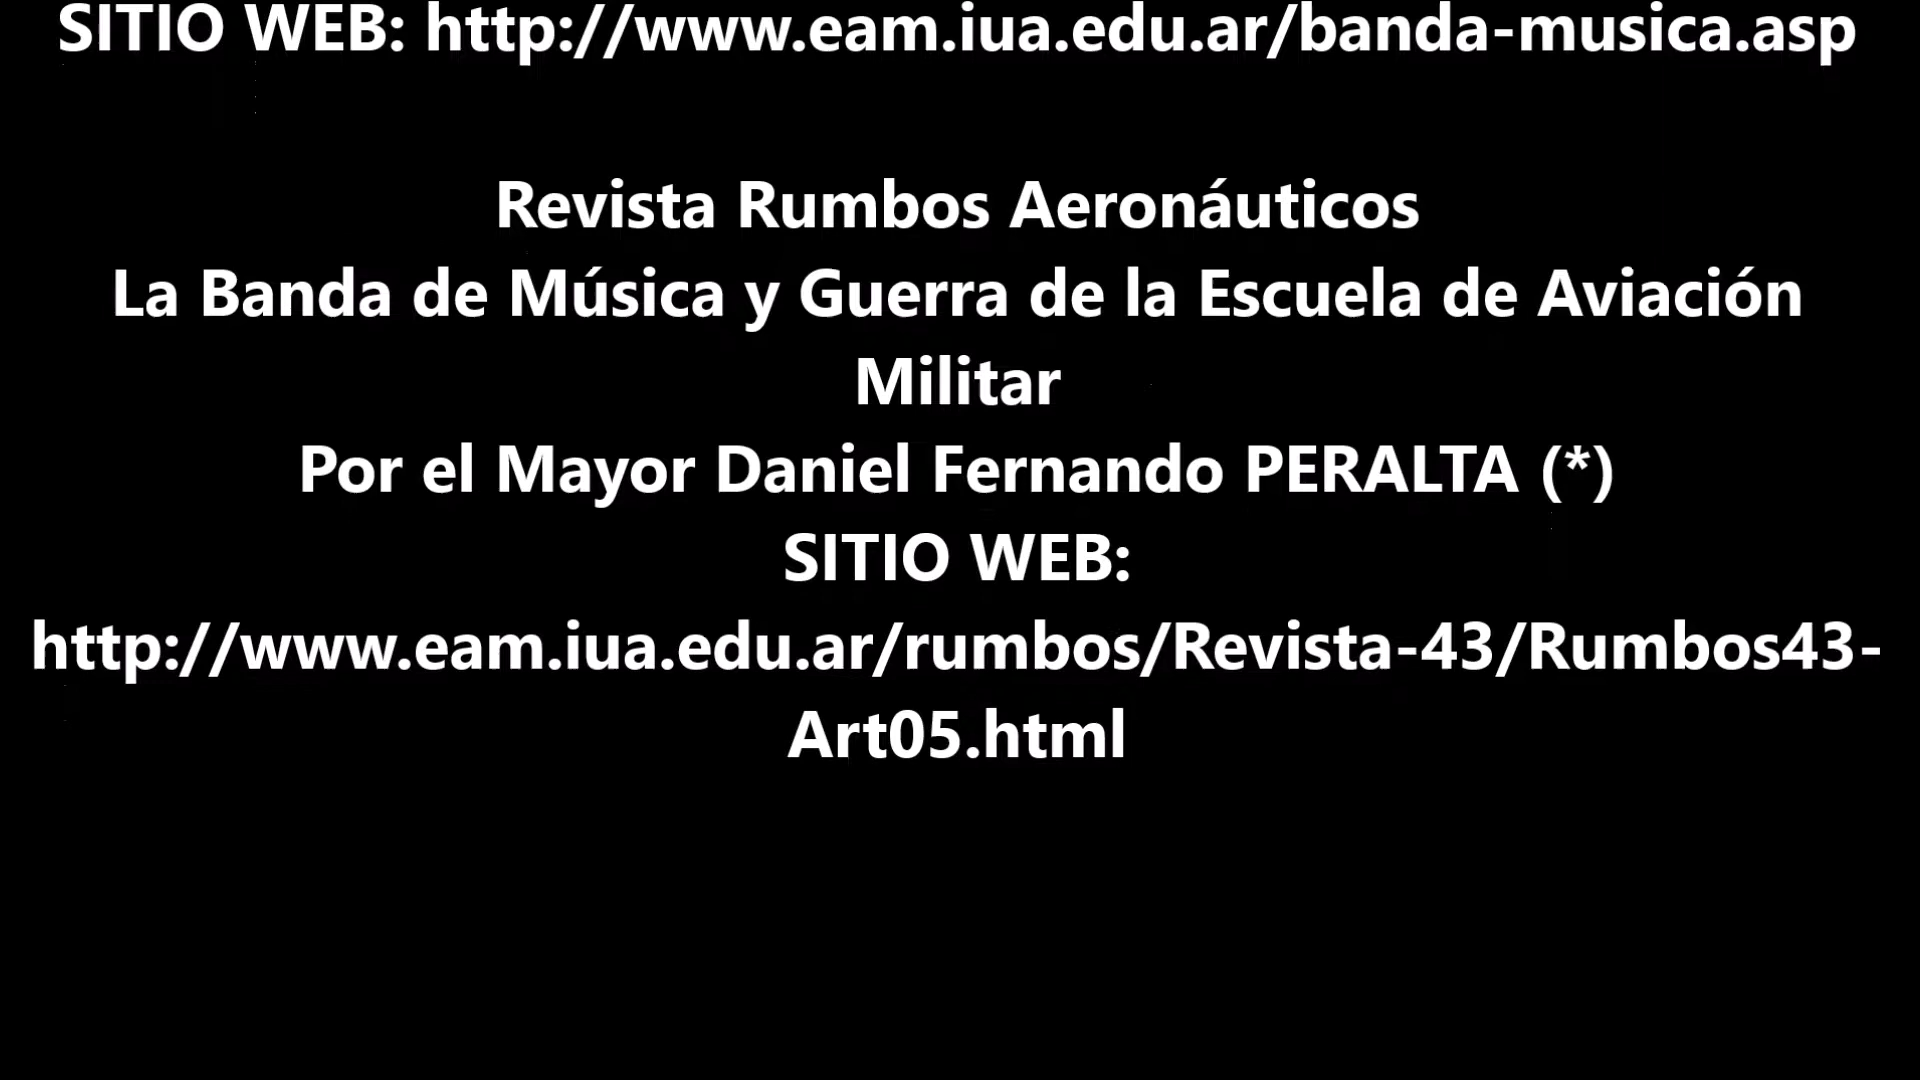 SITIO WEB: http://www.eam.iua.edu.ar/banda-musica.asp
Revista Rumbos Aeronáuticos
La Banda de Música y Guerra de la Escuela de Aviación
Militar
Por el Mayor Daniel Fernando PERALTA (*)
SITIO WEB:
http://www.eam.iua.edu.ar/rumbos/Revista-43/Rumbos43-
Art05.html